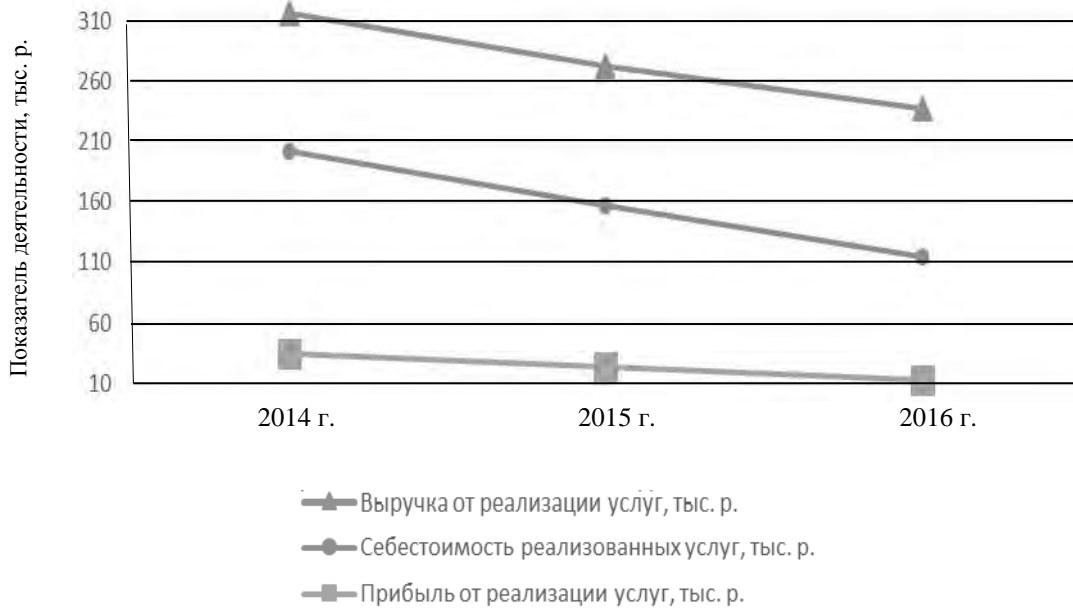 Показатель деятельности, тыс. р.
310
260
210
160
110
60
10
2014 г.
2015 г.
2016 г.
Выручка от реализации услуг, тыс. р.
Себестоимость реализованных услуг, тыс. р.
Прибыль от реализации услуг, тыс. р.